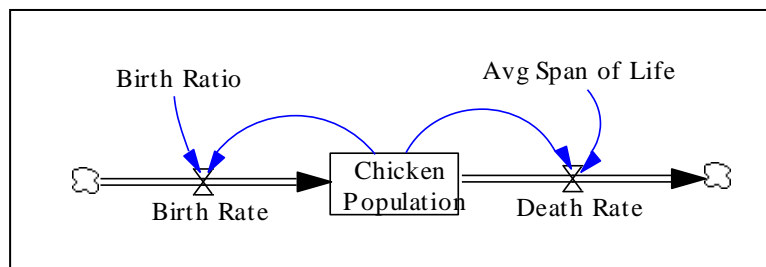 Birth Ratio
Avg Span of Life
Chicken
Population
Birth Rate
Death Rate